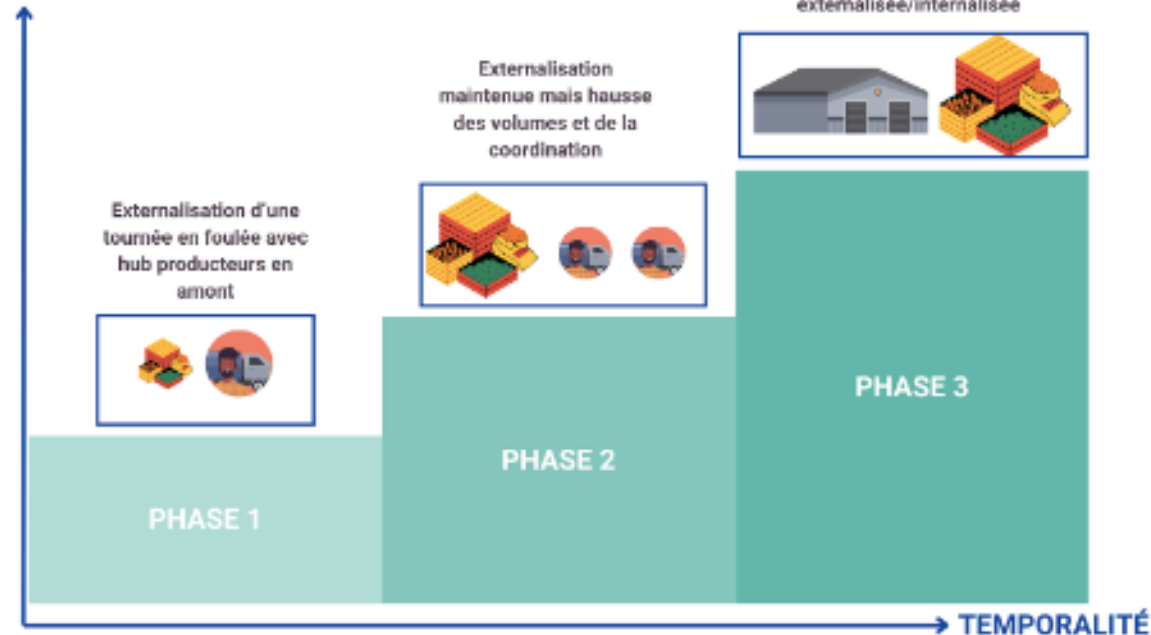 externalisée/internalisée
Externalisation
maintenue mais hausse
des volumes et de la
coordination
Externalisation d'une
tournée en foulée avec
hub producteurs en
amont
PHASE 3
PHASE 2
PHASE 1
TEMPORALITÉ